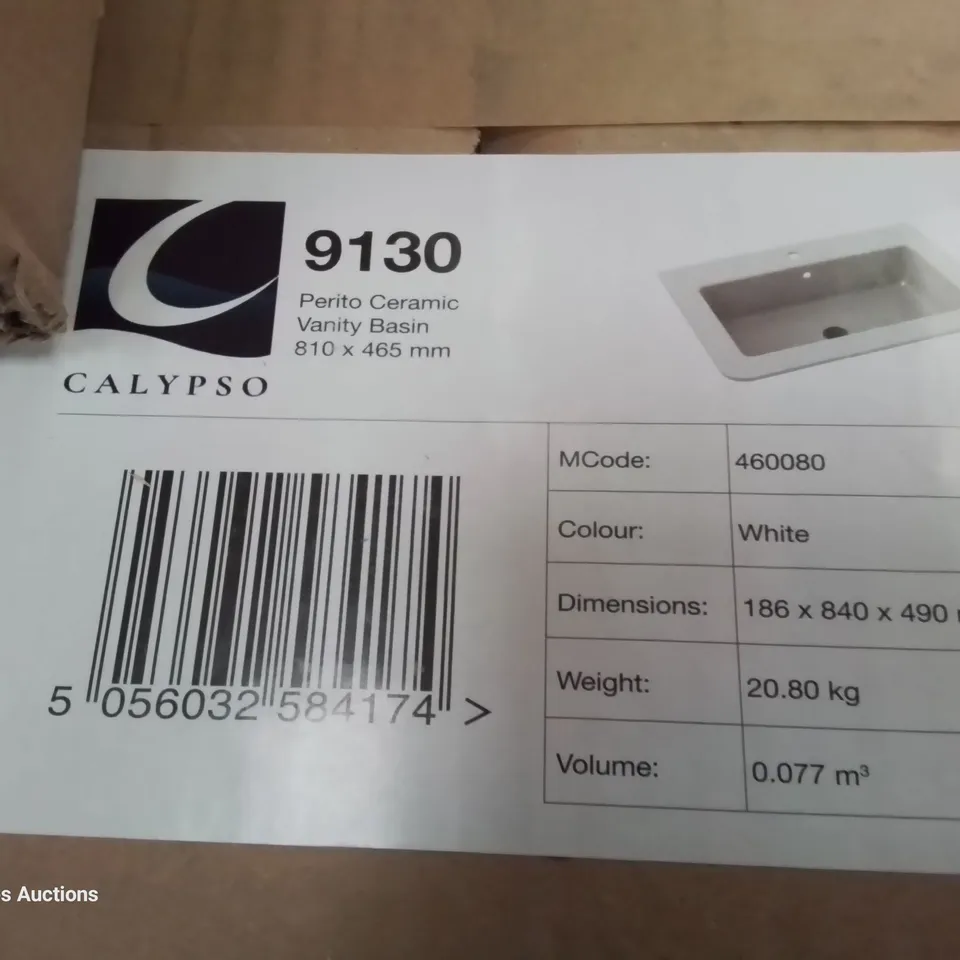 9130
Perito Ceramic
Vanity Basin
810 x 465 mm
CALYPSO
MCode: 460080
Colour: White
Dimensions: 186 x 840 x 490
Weight: 20.80 kg
Volume: 0.077 m³
5 056032 584174 >
s Auctions